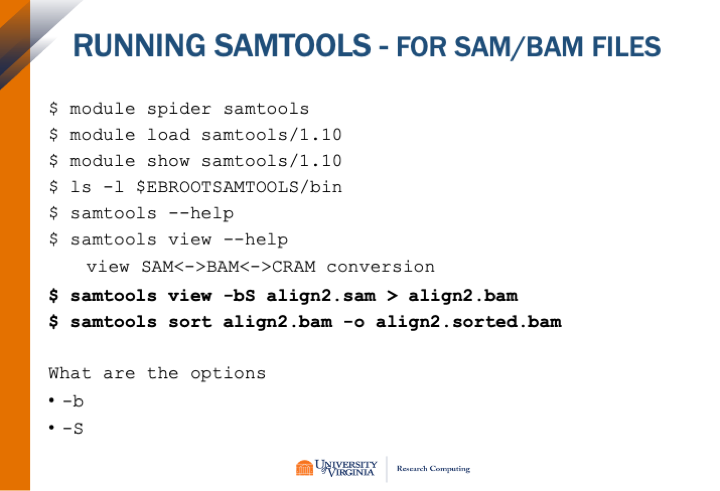 RUNNING SAMTOOLS - FOR SAM/BAM FILES
$ module spider samtools
$ module load samtools/1.10
$ module show samtools/1.10
$ ls -l $EBROOTSAMTOOLS/bin
$ samtools --help
$ samtools view --help
view SAM<->BAM<->CRAM conversion
$ samtools view -bS align2.sam > align2.bam
$ samtools sort align2.bam -o align2.sorted.bam
What are the options
• -b
• -S
UNIVERSITY of VIRGINIA
Research Computing